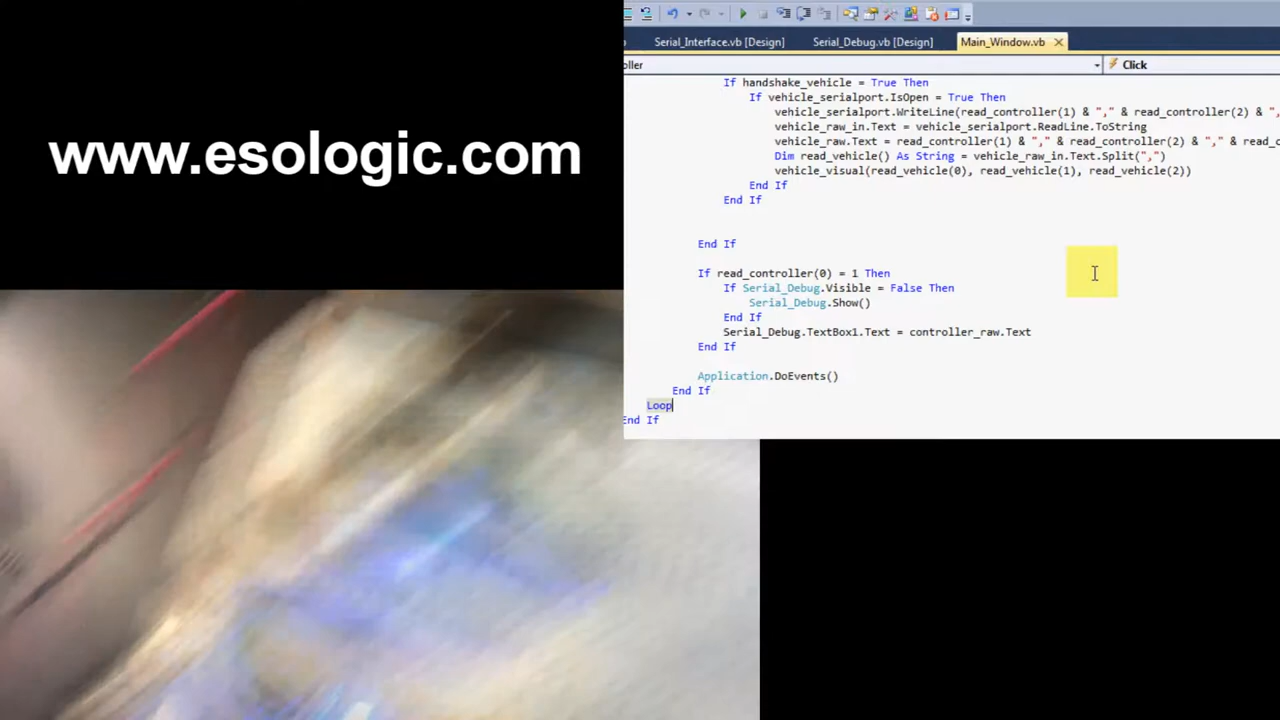 www.esologic.com
Serial_Interface.vb [Design] Serial_Debug.vb [Design] Main_Window.vb
oller Click
If handshake_vehicle = True Then
If vehicle_serialport.IsOpen = True Then
vehicle_serialport.WriteLine(read_controller(1) & "," & read_controller(2) & ",
vehicle_raw_in.Text = vehicle_serialport.ReadLine.ToString
vehicle_raw.Text = read_controller(1) & "," & read_controller(2) & "," & read_c
Dim read_vehicle() As String = vehicle_raw_in.Text.Split(",")
vehicle_visual(read_vehicle(0), read_vehicle(1), read_vehicle(2))
End If
End If
End If
If read_controller(0) = 1 Then
If Serial_Debug.Visible = False Then
Serial_Debug.Show()
End If
Serial_Debug.TextBox1.Text = controller_raw.Text
End If
Application.DoEvents()
End If
Loop
End If